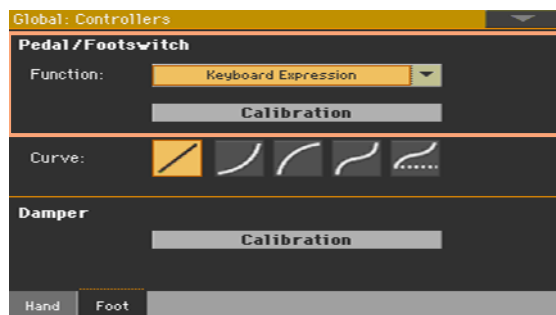 Global: Controllers
Pedal/Footswitch
Function: Keyboard Expression
Calibration
Curve:
Damper
Calibration
Hand Foot